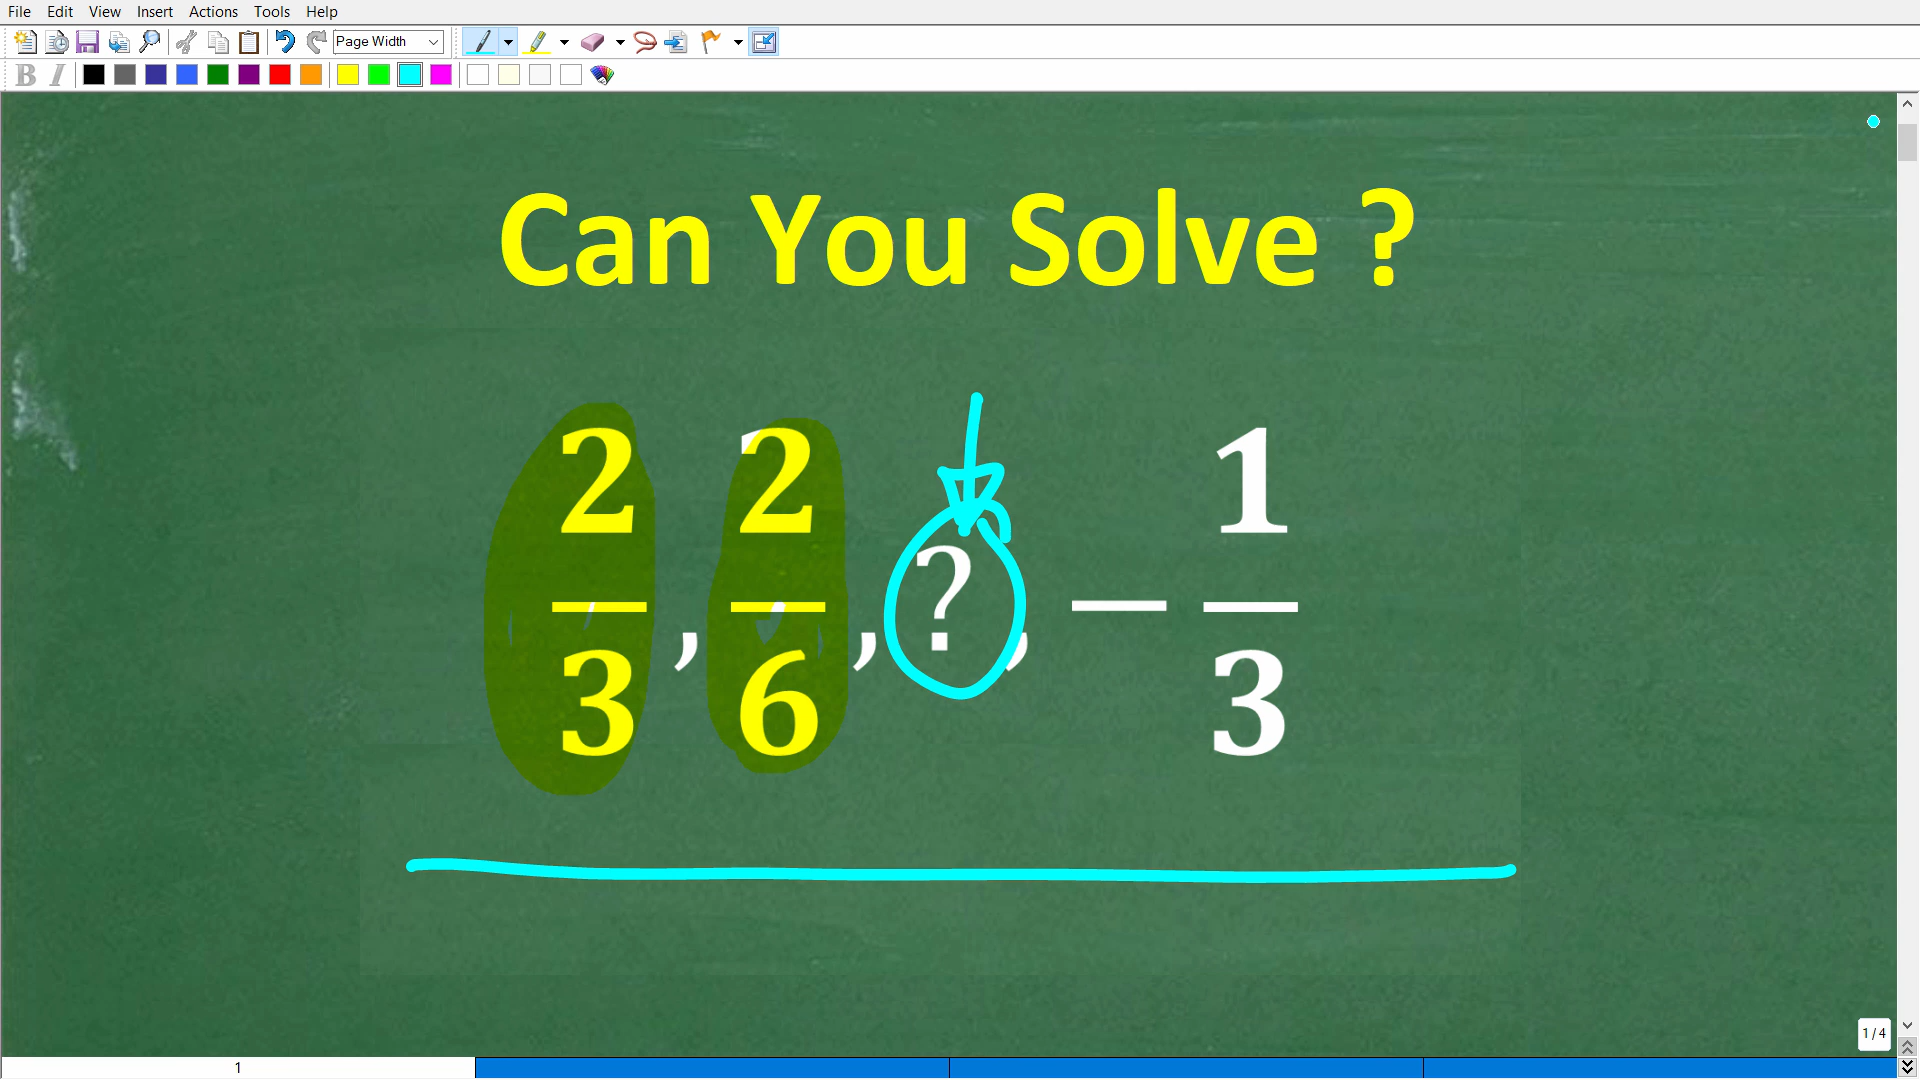 File Edit View Insert Actions Tools Help
Page Width
B I
Can You Solve ?
2/3 , 2/6 , ? , — 1/3
1 / 4
1